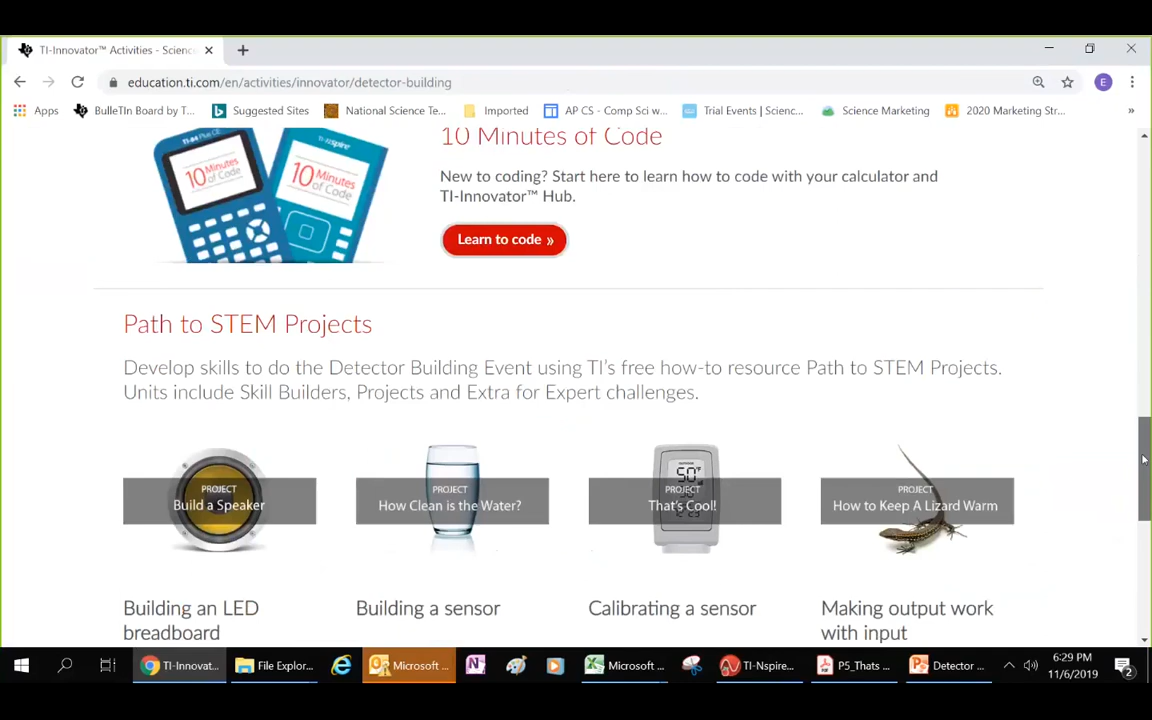 TI-Innovator™ Activities - Science
education.ti.com/en/activities/innovator/detector-building
Apps
BulleTIn Board by T...
Suggested Sites
National Science Te...
Imported
AP CS - Comp Sci w...
Trial Events | Scienc...
Science Marketing
2020 Marketing Str...
»
E
TI-84 Plus CE
10 Minutes of Code
10 Minutes of Code
10 Minutes of Code
New to coding? Start here to learn how to code with your calculator and
TI-Innovator™ Hub.
Learn to code »
Path to STEM Projects
Develop skills to do the Detector Building Event using TI's free how-to resource Path to STEM Projects.
Units include Skill Builders, Projects and Extra for Expert challenges.
PROJECT
Build a Speaker
PROJECT
How Clean is the Water?
50°
PROJECT
That's Cool!
PROJECT
How to Keep A Lizard Warm
Building an LED
breadboard
Building a sensor
Calibrating a sensor
Making output work
with input
TI-Innovat...
File Explor...
Microsoft ...
Microsoft ...
TI-Nspire...
P5_Thats ...
Detector ...
6:29 PM
11/6/2019
2